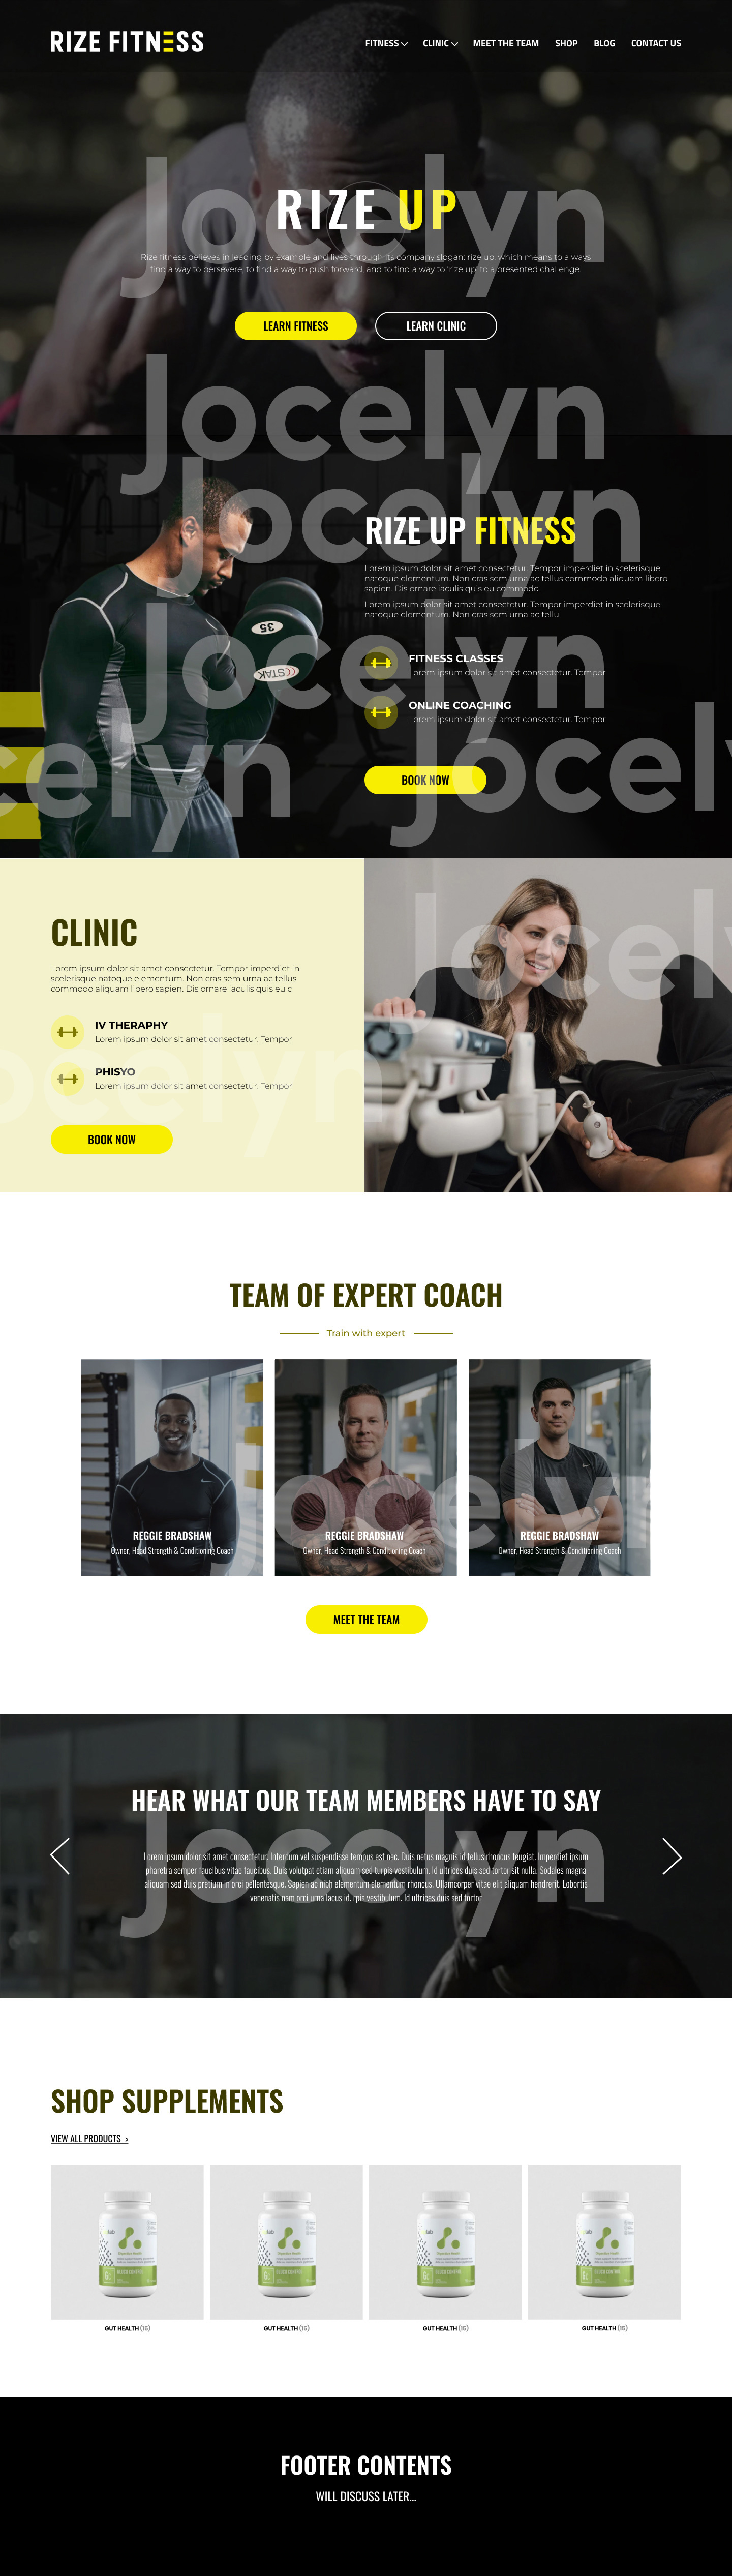 RIZE FITNESS
FITNESS
CLINIC
MEET THE TEAM
SHOP
BLOG
CONTACT US
Jocelyn
RIZE UP
Rize fitness believes in leading by example and lives through its company slogan: rize up, which means to always
find a way to persevere, to find a way to push forward, and to find a way to 'rize up' to a presented challenge.
LEARN FITNESS
LEARN CLINIC
Jocelyn
Jocelyn
RIZE UP FITNESS
Lorem ipsum dolor sit amet consectetur. Tempor imperdiet in scelerisque
natoque elementum. Non cras sem urna ac tellus commodo aliquam libero
sapien. Dis ornare iaculis quis eu commodo
Lorem ipsum dolor sit amet consectetur. Tempor imperdiet in scelerisque
natoque elementum. Non cras sem urna ac tellu
35
STAK
Jocelyn
FITNESS CLASSES
Lorem ipsum dolor sit amet consectetur. Tempor
ONLINE COACHING
Lorem ipsum dolor sit amet consectetur. Tempor
celyn
Jocely
BOOK NOW
CLINIC
Lorem ipsum dolor sit amet consectetur. Tempor imperdiet in
scelerisque natoque elementum. Non cras sem urna ac tellus
commodo aliquam libero sapien. Dis ornare iaculis quis eu c
Jocel
IV THERAPHY
Lorem ipsum dolor sit amet consectetur. Tempor
PHISYO
Lorem ipsum dolor sit amet consectetur. Tempor
ocelyn
BOOK NOW
TEAM OF EXPERT COACH
Train with expert
Jocelyn
REGGIE BRADSHAW
Owner, Head Strength & Conditioning Coach
REGGIE BRADSHAW
Owner, Head Strength & Conditioning Coach
REGGIE BRADSHAW
Owner, Head Strength & Conditioning Coach
MEET THE TEAM
HEAR WHAT OUR TEAM MEMBERS HAVE TO SAY
Jocelyn
Lorem ipsum dolor sit amet consectetur. Interdum vel suspendisse tempus est nec. Duis netus magnis id tellus rhoncus feugiat. Imperdiet ipsum
pharetra semper faucibus vitae faucibus. Duis volutpat etiam aliquam sed turpis vestibulum. Id ultrices duis sed tortor sit nulla. Sodales magna
aliquam sed duis pretium in orci pellentesque. Sapien ac nibh elementum elementum rhoncus. Ullamcorper vitae elit aliquam hendrerit. Lobortis
venenatis nam orci urna lacus id. rpis vestibulum. Id ultrices duis sed tortor
SHOP SUPPLEMENTS
VIEW ALL PRODUCTS >
GUT HEALTH (15)
GUT HEALTH (15)
GUT HEALTH (15)
GUT HEALTH (15)
FOOTER CONTENTS
WILL DISCUSS LATER...